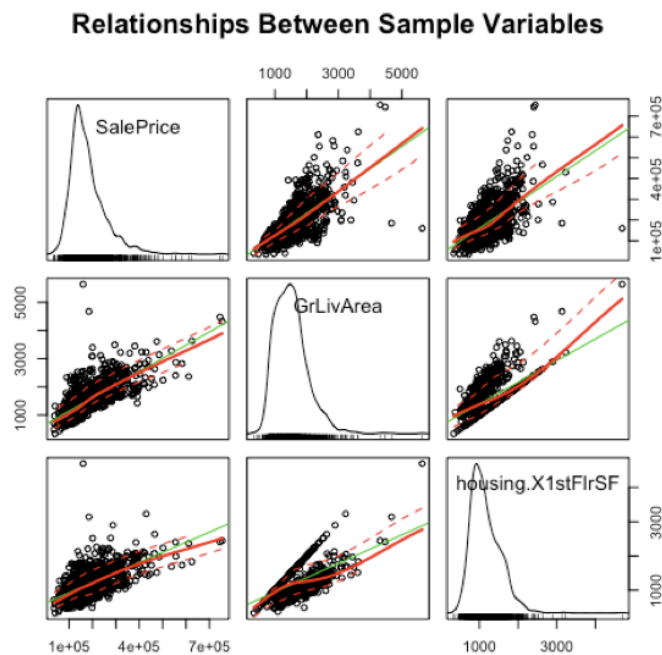 Relationships Between Sample Variables
1000 3000 5000
SalePrice
1e+05 4e+05 7e+05
1000 3000 5000
GrLivArea
housing.X1stFlrSF
1000 3000
1e+05 4e+05 7e+05
1000 3000